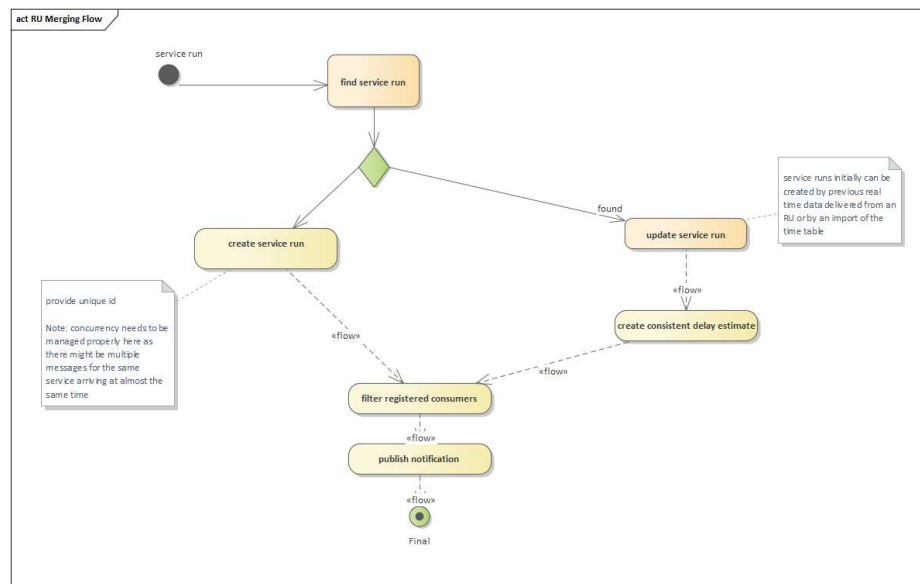 act RU Merging Flow
service run
find service run
service runs initially can be
created by previous real
time data delivered from an
RU or by an import of the
time table
found
update service run
create service run
provide unique id
Note: concurrency needs to be
managed properly here as
there might be multiple
messages for the same
service arriving at almost the
same time
«flow»
create consistent delay estimate
«flow»
«flow»
filter registered consumers
«flow»
publish notification
«flow»
Final